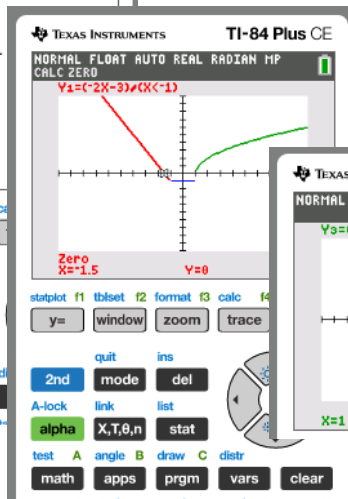 TEXAS INSTRUMENTS TI-84 Plus CE
NORMAL FLOAT AUTO REAL RADIAN MP
CALC ZERO
Y1=(-2X-3)/(X<-1)
Zero
X=-1.5 Y=0
TEXAS
NORMAL
Y3=
X=1
statplot f1 tblset f2 format f3 calc f4
y= window zoom trace
quit ins
2nd mode del
A-lock link list
alpha X,T,θ,n stat
test A angle B draw C distr
math apps prgm vars clear